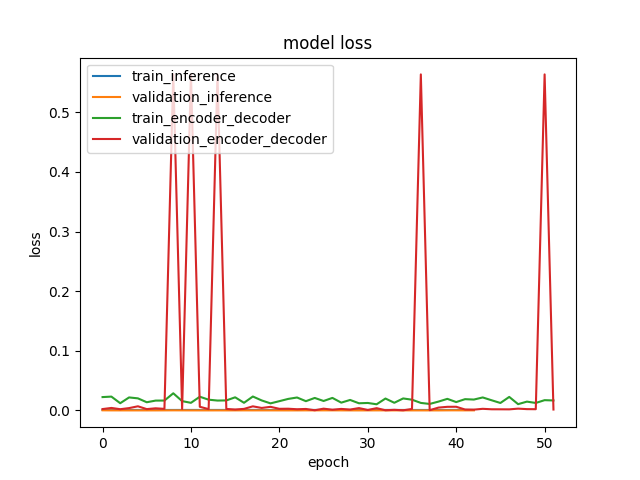 model loss
train_inference
validation_inference
train_encoder_decoder
validation_encoder_decoder
loss
0.5
0.4
0.3
0.2
0.1
0.0
0 10 20 30 40 50
epoch